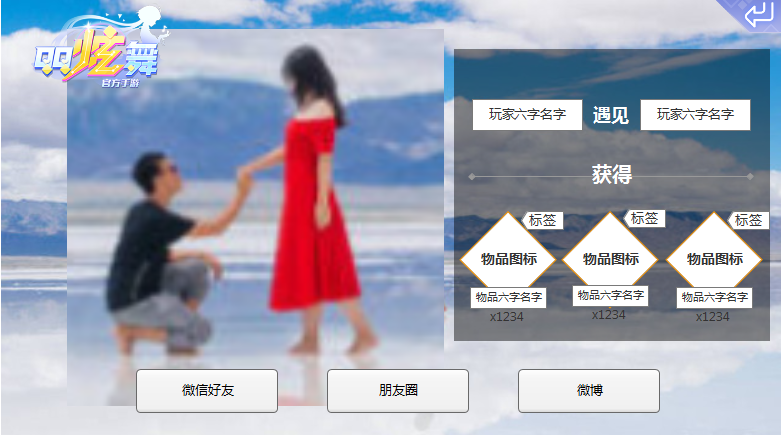 QQ炫舞
官方手游
玩家六字名字 遇见 玩家六字名字
获得
标签 标签 标签
物品图标 物品图标 物品图标
物品六字名字 物品六字名字 物品六字名字
x1234 x1234 x1234
微信好友 朋友圈 微博